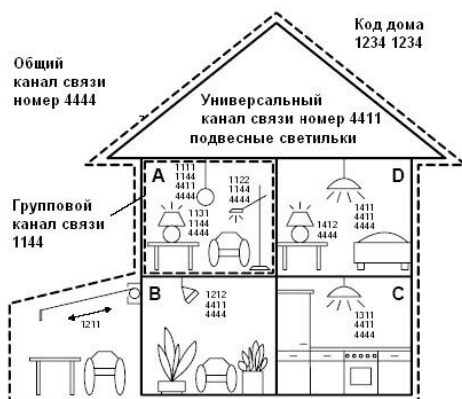 Код дома
1234 1234
Общий
канал связи
номер 4444
Универсальный
канал связи номер 4411
подвесные светильки
Групповой
канал связи
1144
A
1111
1144
4411
4444
1122
1144
4444
1131
1144
4444
D
1411
4411
4444
1412
4444
B
1212
4411
4444
C
1311
4411
4444
1211